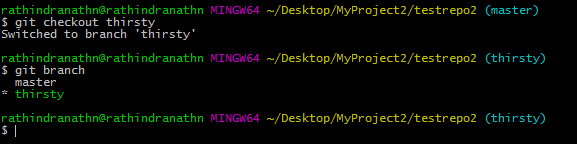 rathindranathn@rathindranathn MINGW64 ~/Desktop/MyProject2/testrepo2 (master)
$ git checkout thirsty
Switched to branch 'thirsty'
rathindranathn@rathindranathn MINGW64 ~/Desktop/MyProject2/testrepo2 (thirsty)
$ git branch
  master
* thirsty
rathindranathn@rathindranathn MINGW64 ~/Desktop/MyProject2/testrepo2 (thirsty)
$